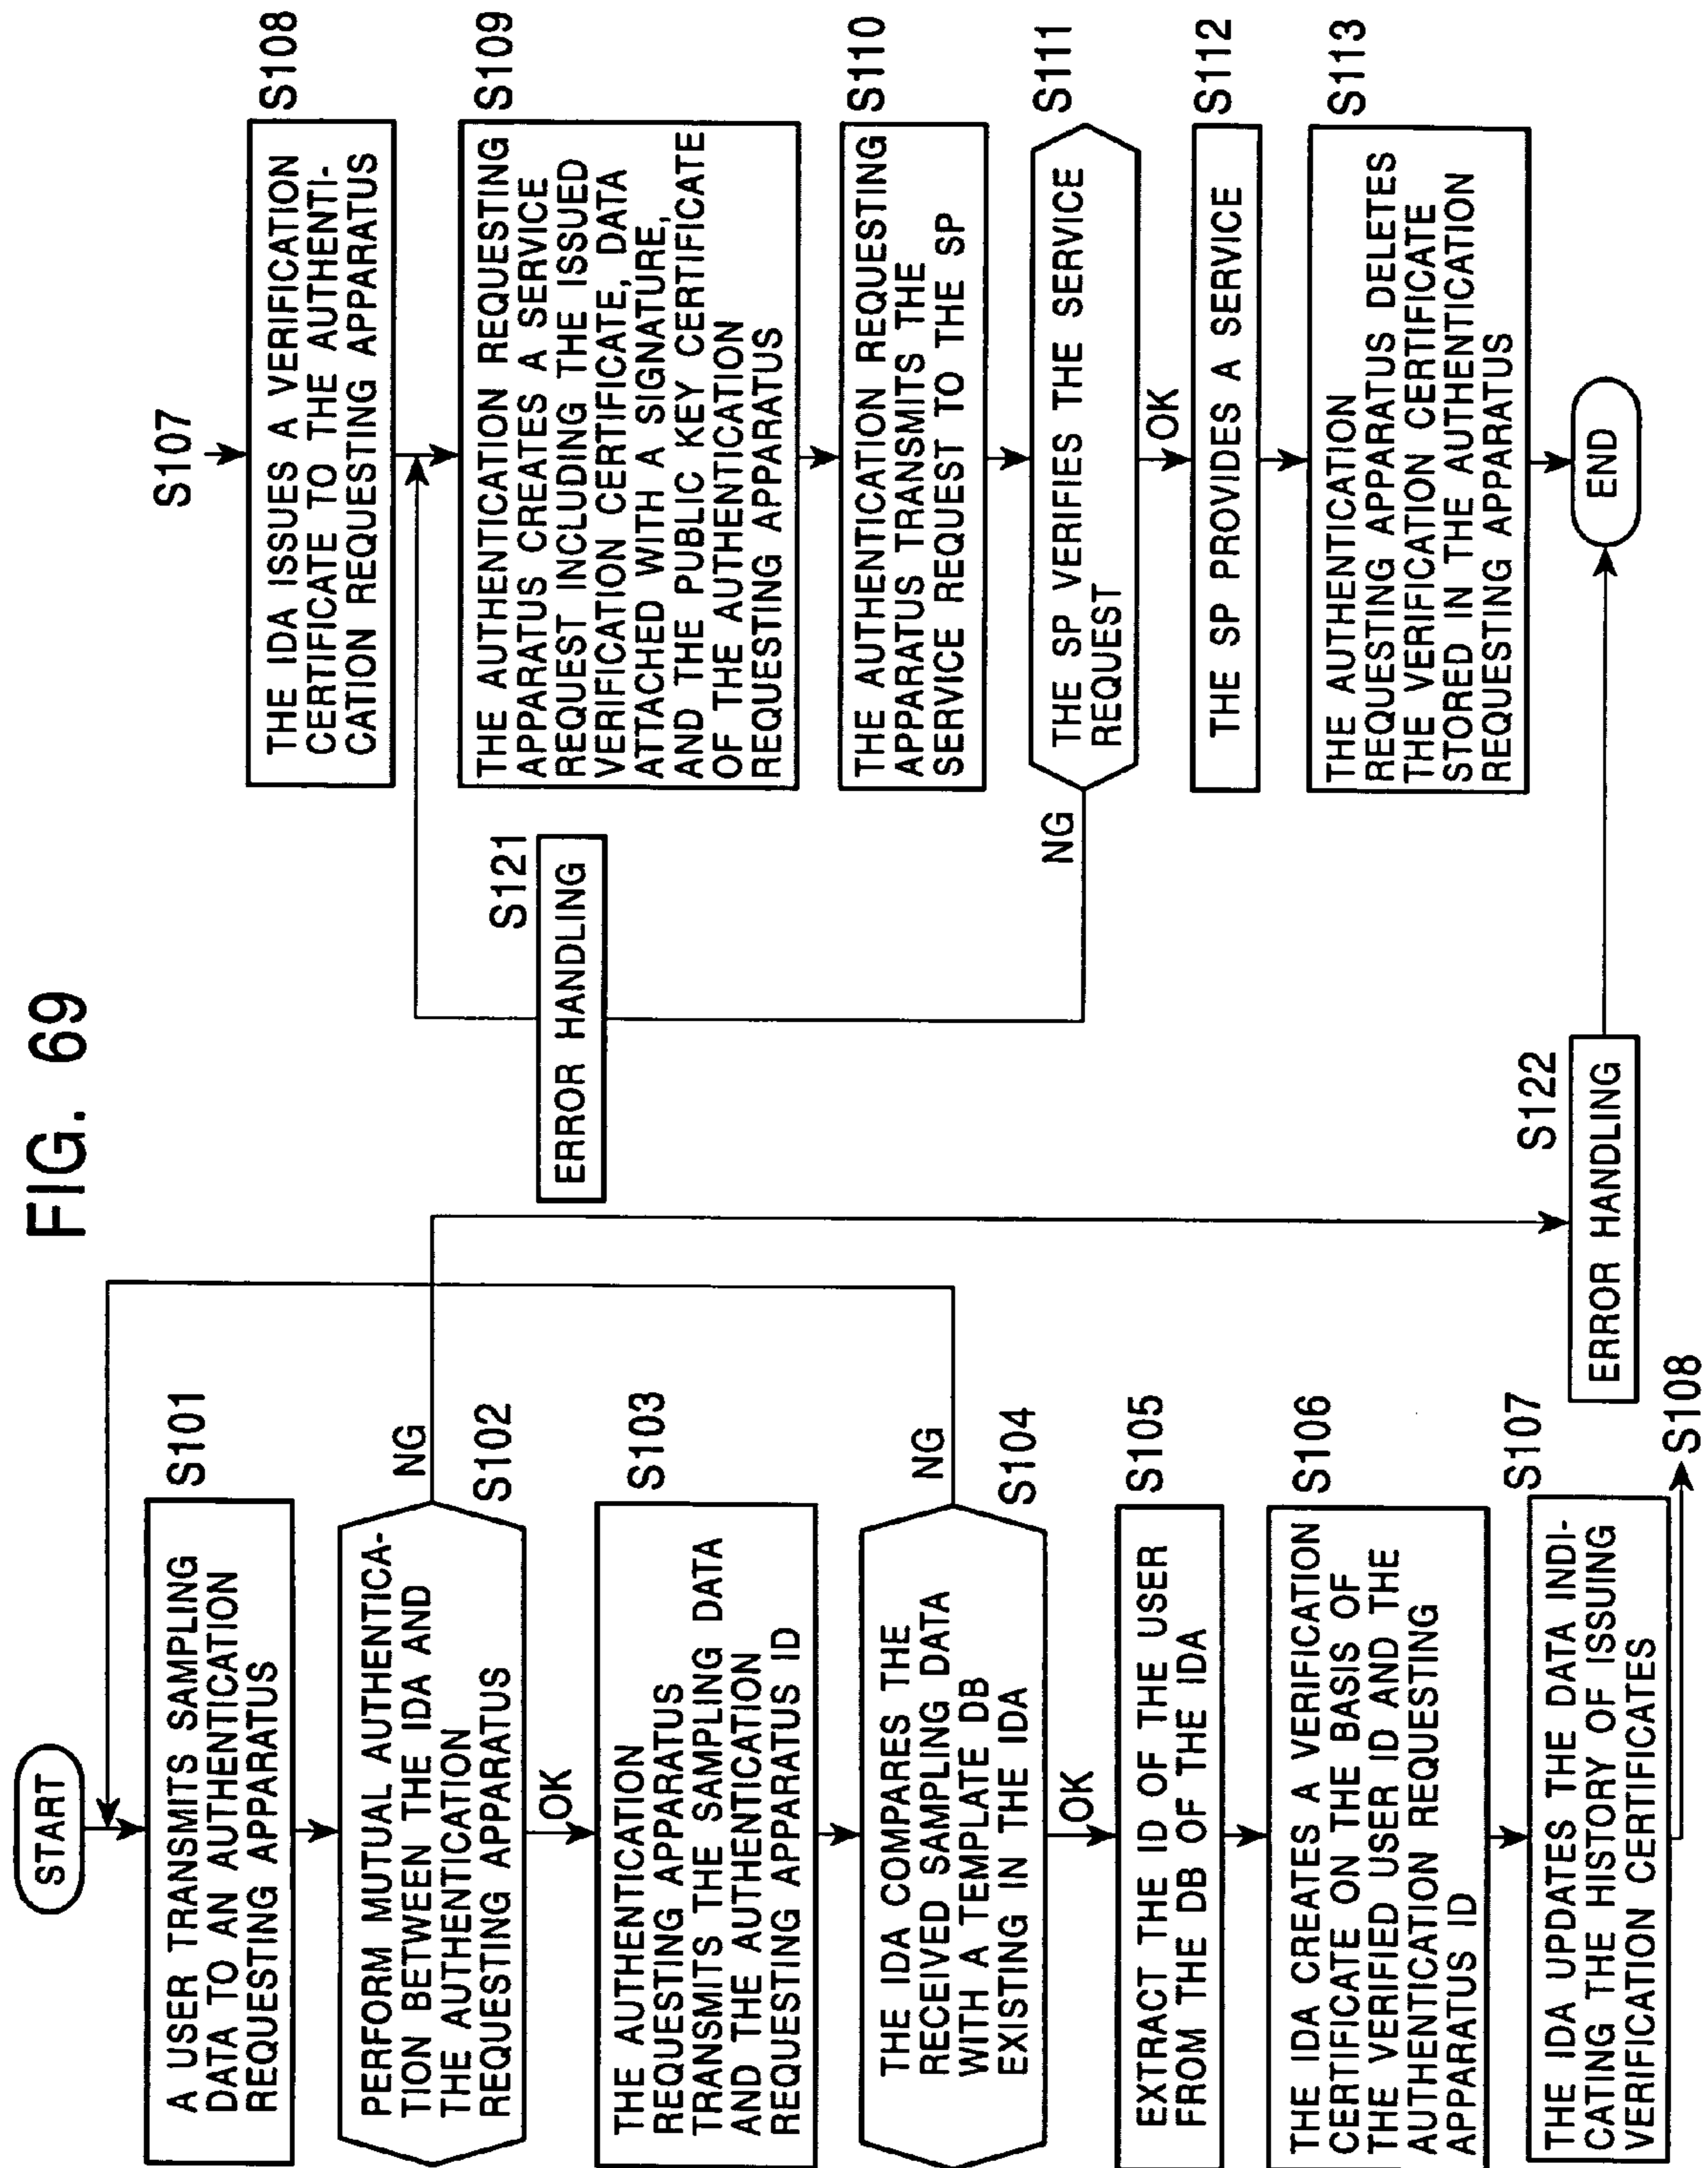 FIG. 69
START
S101
A USER TRANSMITS SAMPLING
DATA TO AN AUTHENTICATION
REQUESTING APPARATUS
NG
S102
PERFORM MUTUAL AUTHENTICA-
TION BETWEEN THE IDA AND
THE AUTHENTICATION
REQUESTING APPARATUS
OK
S103
THE AUTHENTICATION
REQUESTING APPARATUS
TRANSMITS THE SAMPLING DATA
AND THE AUTHENTICATION
REQUESTING APPARATUS ID
NG
S104
THE IDA COMPARES THE
RECEIVED SAMPLING DATA
WITH A TEMPLATE DB
EXISTING IN THE IDA
OK
S105
EXTRACT THE ID OF THE USER
FROM THE DB OF THE IDA
S106
THE IDA CREATES A VERIFICATION
CERTIFICATE ON THE BASIS OF
THE VERIFIED USER ID AND THE
AUTHENTICATION REQUESTING
APPARATUS ID
S107
THE IDA UPDATES THE DATA INDI-
CATING THE HISTORY OF ISSUING
VERIFICATION CERTIFICATES
S108
S107
S108
THE IDA ISSUES A VERIFICATION
CERTIFICATE TO THE AUTHENTI-
CATION REQUESTING APPARATUS
S109
THE AUTHENTICATION REQUESTING
APPARATUS CREATES A SERVICE
REQUEST INCLUDING THE ISSUED
VERIFICATION CERTIFICATE, DATA
ATTACHED WITH A SIGNATURE,
AND THE PUBLIC KEY CERTIFICATE
OF THE AUTHENTICATION
REQUESTING APPARATUS
S121
ERROR HANDLING
S110
THE AUTHENTICATION REQUESTING
APPARATUS TRANSMITS THE
SERVICE REQUEST TO THE SP
S111
THE SP VERIFIES THE SERVICE
REQUEST
NG
OK
S112
THE SP PROVIDES A SERVICE
S113
THE AUTHENTICATION
REQUESTING APPARATUS DELETES
THE VERIFICATION CERTIFICATE
STORED IN THE AUTHENTICATION
REQUESTING APPARATUS
S122
ERROR HANDLING
END